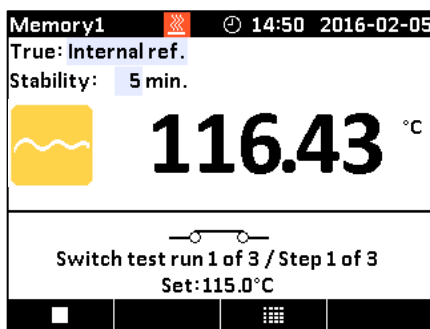 Memory1 14:50 2016-02-05
True: Internal ref.
Stability: 5 min.
116.43 °C
Switch test run 1 of 3 / Step 1 of 3
Set:115.0°C